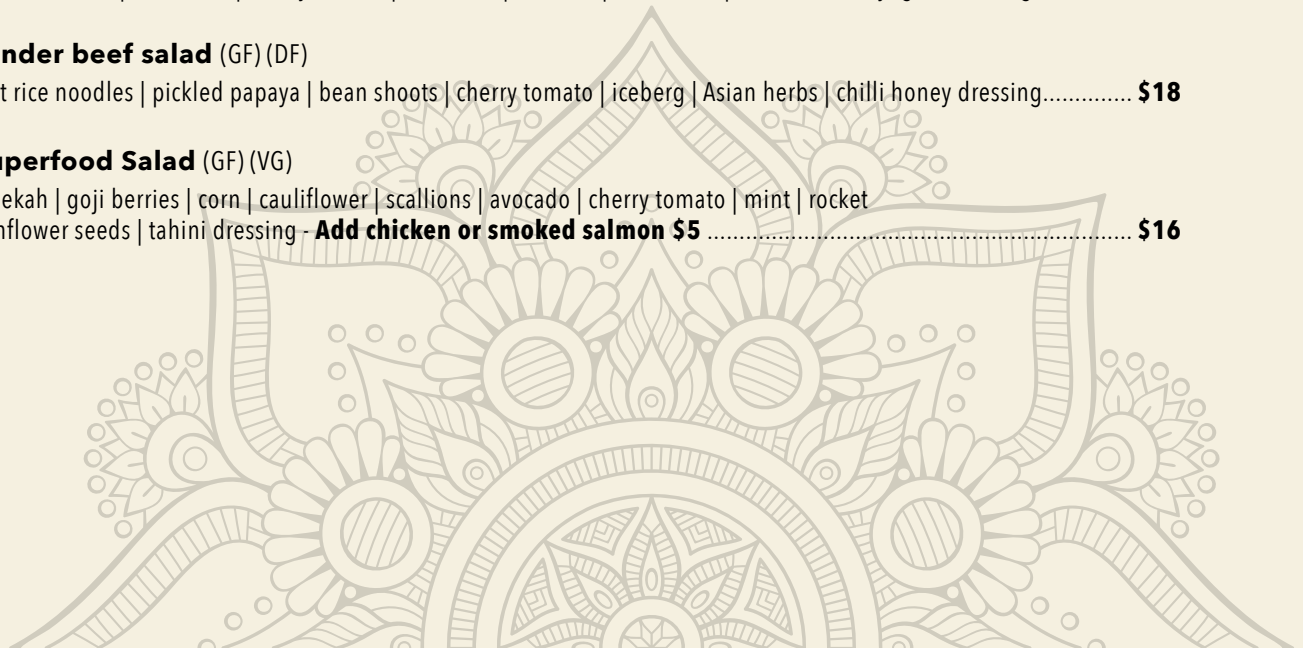 nder beef salad (GF) (DF)
t rice noodles | pickled papaya | bean shoots | cherry tomato | iceberg | Asian herbs | chilli honey dressing.............. $18
perfood Salad (GF) (VG)
ekah | goji berries | corn | cauliflower | scallions | avocado | cherry tomato | mint | rocket
nflower seeds | tahini dressing - Add chicken or smoked salmon $5 ................................................................................ $16